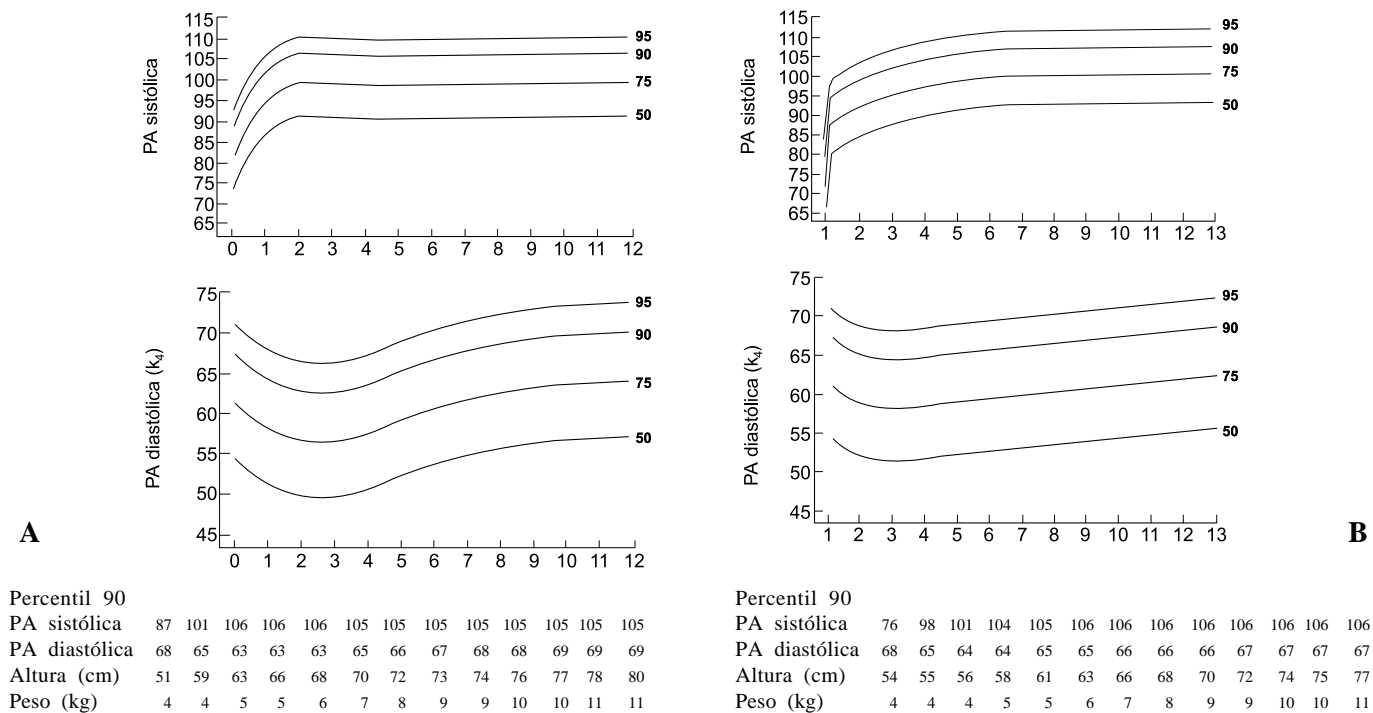 115
110
105
100
95
90
85
80
75
70
65
PA sistólica
95
90
75
50
0 1 2 3 4 5 6 7 8 9 10 11 12
75
70
65
60
55
50
45
PA diastólica (k4)
95
90
75
50
0 1 2 3 4 5 6 7 8 9 10 11 12
A
Percentil 90
PA sistólica 87 101 106 106 106 105 105 105 105 105 105 105 105
PA diastólica 68 65 63 63 63 65 66 67 68 68 69 69 69
Altura (cm) 51 59 63 66 68 70 72 73 74 76 77 78 80
Peso (kg) 4 4 5 5 6 7 8 9 9 10 10 11 11
115
110
105
100
95
90
85
80
75
70
65
PA sistólica
95
90
75
50
1 2 3 4 5 6 7 8 9 10 11 12 13
75
70
65
60
55
50
45
PA diastólica (k4)
95
90
75
50
1 2 3 4 5 6 7 8 9 10 11 12 13
B
Percentil 90
PA sistólica 76 98 101 104 105 106 106 106 106 106 106 106 106
PA diastólica 68 65 64 64 65 65 66 66 66 67 67 67 67
Altura (cm) 54 55 56 58 61 63 66 68 70 72 74 75 77
Peso (kg) 4 4 4 5 5 6 7 8 9 9 10 10 11